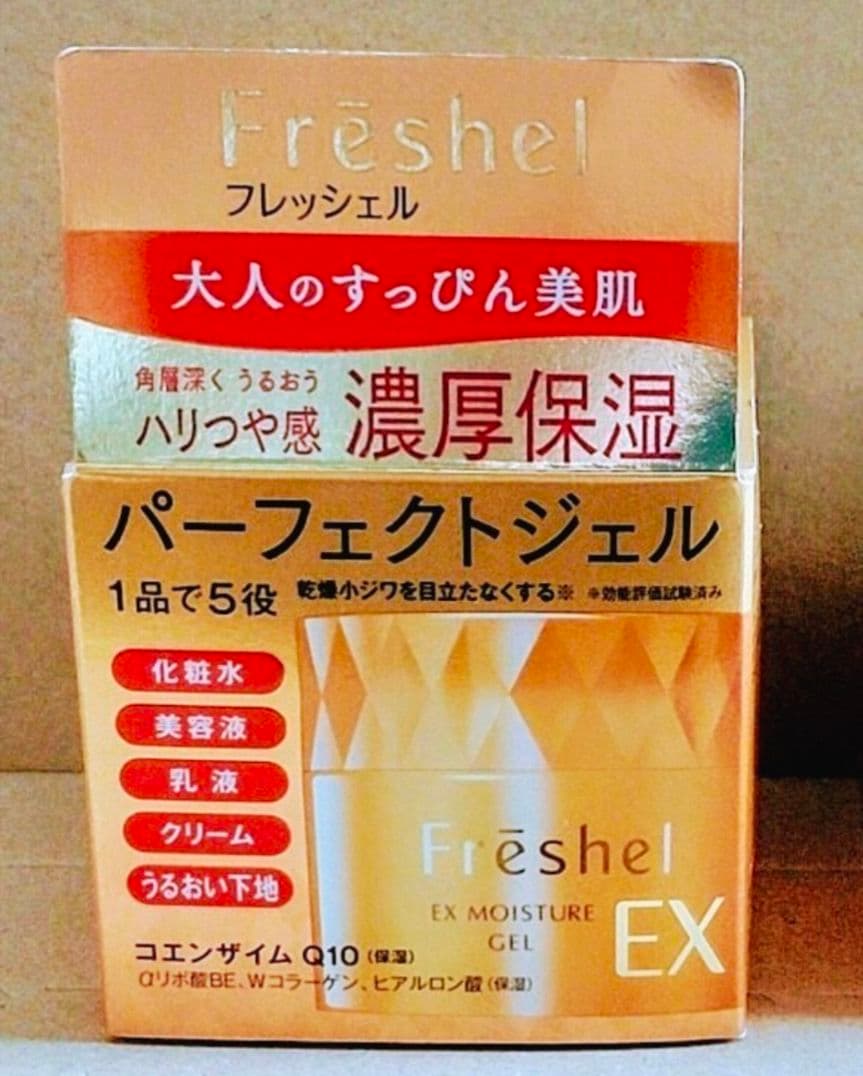 Frēshel
フレッシェル
大人のすっぴん美肌
角層深く うるおう
ハリつや感 濃厚保湿
パーフェクトジェル
1品で5役 乾燥小ジワを目立たなくする※ ※効能評価試験済み
化粧水
美容液
乳液
クリーム
うるおい下地
Frēshel
EX MOISTURE
GEL
EX
コエンザイム Q10(保湿)
αリポ酸BE、Wコラーゲン、ヒアルロン酸(保湿)